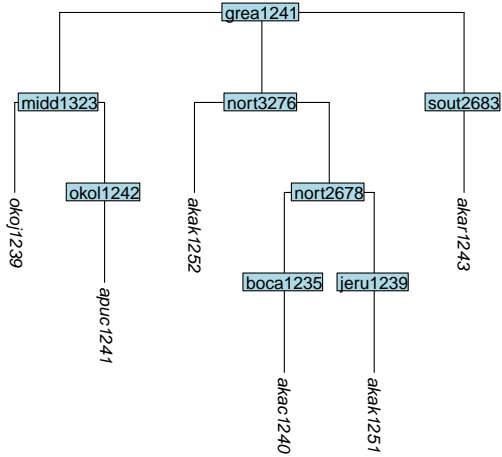 grea1241
midd1323
nort3276
sout2683
okoj1239
okol1242
akak1252
nort2678
akar1243
apuc1241
boca1235
jeru1239
akac1240
akak1251